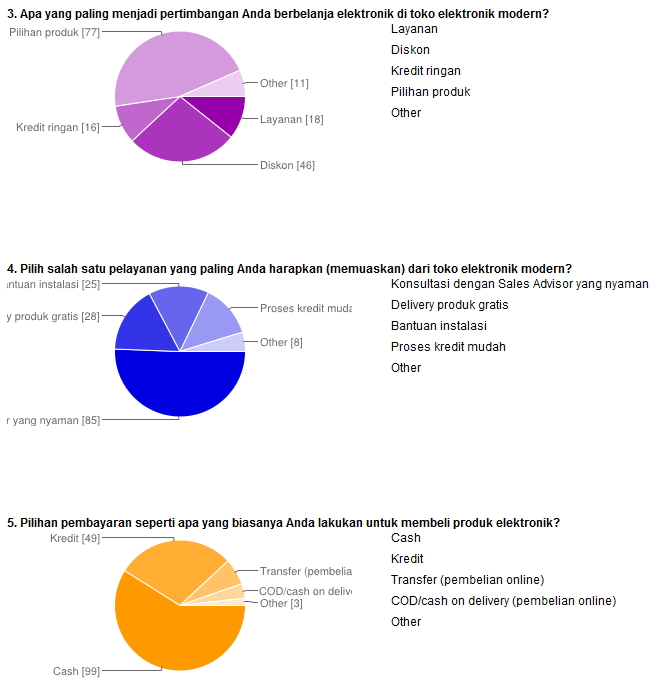 3. Apa yang paling menjadi pertimbangan Anda berbelanja elektronik di toko elektronik modern?
Pilihan produk [77]
Other [11]
Layanan [18]
Kredit ringan [16]
Diskon [46]
Layanan
Diskon
Kredit ringan
Pilihan produk
Other
4. Pilih salah satu pelayanan yang paling Anda harapkan (memuaskan) dari toko elektronik modern?
ntuan instalasi [25]
Proses kredit muda
y produk gratis [28]
Other [8]
r yang nyaman [85]
Konsultasi dengan Sales Advisor yang nyaman
Delivery produk gratis
Bantuan instalasi
Proses kredit mudah
Other
5. Pilihan pembayaran seperti apa yang biasanya Anda lakukan untuk membeli produk elektronik?
Kredit [49]
Transfer (pembelia
COD/cash on deliv
Other [3]
Cash [99]
Cash
Kredit
Transfer (pembelian online)
COD/cash on delivery (pembelian online)
Other